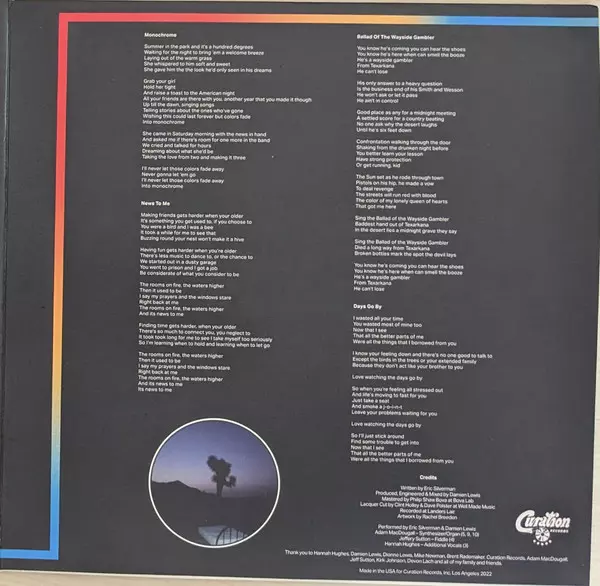 Monochrome
Summer in the park and it's a hundred degrees
Waiting for the night to bring 'em a welcome breeze
Laying out of the warm grass
She whispered to him soft and sweet
She gave him the the look he'd only seen in his dreams
Grab your girl
Hold her tight
And raise a toast to the American night
All your friends are there with you, another year that you made it though
Up till the dawn, singing songs
Telling stories about the ones who've gone
Wishing this could last forever but colors fade
Into monochrome
She came in Saturday morning with the news in hand
And asked me if there's room for one more in the band
We cried and talked for hours
Dreaming about what she'd be
Taking the love from two and making it three
I'll never let those colors fade away
Never gonna let 'em go
I'll never let those colors fade away
Into monochrome
News To Me
Making friends gets harder when your older
It's something you get used to, if you choose to
You were a bird and i was a bee
It took a while for me to see that
Buzzing round your nest won't make it a hive
Having fun gets harder when you're older
There's less music to dance to, or the chance to
We started out in a dusty garage
You went to prison and I got a job
Be considerate of what you consider to be
The rooms on fire, the waters higher
Then it used to be
I say my prayers and the windows stare
Right back at me
The rooms on fire, the waters higher
And its news to me
Finding time gets harder, when your older
There's so much to connect you, you neglect to
It took took long for me to see I take myself too seriously
So I'm learning when to hold and learning when to let go
The rooms on fire, the waters higher
Then it used to be
I say my prayers and the windows stare
Right back at me
The rooms on fire, the waters higher
And its news to me
Its news to me
Ballad Of The Wayside Gambler
You know he's coming you can hear the shoes
You know he's here when can smell the booze
He's a wayside gambler
From Texarkana
He can't lose
His only answer to a heavy question
Is the business end of his Smith and Wesson
He won't ask or let it pass
He ain't in control
Good place as any for a midnight meeting
A settled score for a country beating
No one ask why the desert laughs
Until he's six feet down
Confrontation walking through the door
Shaking from the drunken night before
You better learn your lesson
Have strong protection
Or get running, kid
The Sun set as he rode through town
Pistols on his hip, he made a vow
To deal revenge
The streets will run red with blood
The color of my lonely queen of hearts
That got me here
Sing the Ballad of the Wayside Gambler
Baddest hand out of Texarkana
In the desert lies a midnight grave they say
Sing the Ballad of the Wayside Gambler
Died a long way from Texarkana
Broken bottles mark the spot the devil lays
You know he's coming you can hear the shoes
You know he's here when can smell the booze
He's a wayside gambler
From Texarkana
He can't lose
Days Go By
I wasted all your time
You wasted most of mine too
Now that I see
That all the better parts of me
Were all the things that I borrowed from you
I know your feeling down and there's no one good to talk to
Except the birds in the trees or your extended family
Because they don't act like your brother to you
Love watching the days go by
So when you're feeling all stressed out
And life's moving to fast for you
Just take a seat
And smoke a j-o-i-n-t
Leave your problems waiting for you
Love watching the days go by
So I'll just stick around
Find some trouble to get into
Now that I see
That all the better parts of me
Were all the things that I borrowed from you
Credits
Written by Eric Silverman
Produced, Engineered & Mixed by Damien Lewis
Mastered by Philip Shaw Bova at Bova Lab
Lacquer Cut by Clint Holley & Dave Polster at Well Made Music
Recorded at Landers Lair
Artwork by Rachel Breeden
Performed by Eric Silverman & Damien Lewis
Adam MacDougall – Synthesizer/Organ (5, 9, 10)
Jeffery Sutton – Fiddle (4)
Hannah Hughes – Additional Vocals (3)
Thank you to Hannah Hughes, Damien Lewis, Dionna Lewis, Mike Newman, Brent Rademaker, Curation Records, Adam MacDougall,
Jeff Sutton, Kirk Johnson, Devon Lach and all of my family and friends.
Made in the USA for Curation Records, Inc. Los Angeles 2022
Curation
RECORDS